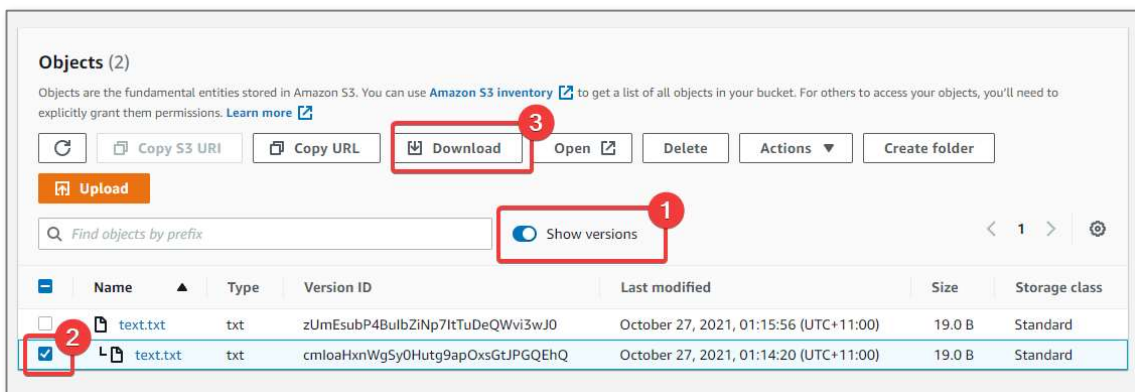 Objects (2)
Objects are the fundamental entities stored in Amazon S3. You can use Amazon S3 inventory to get a list of all objects in your bucket. For others to access your objects, you'll need to
explicitly grant them permissions. Learn more
3
Copy S3 URI Copy URL Download Open Delete Actions Create folder
Upload
1
Find objects by prefix Show versions 1
Name Type Version ID Last modified Size Storage class
text.txt txt zUmEsubP4BulbZiNp7ItTuDeQWvi3wJ0 October 27, 2021, 01:15:56 (UTC+11:00) 19.0 B Standard
2
text.txt txt cmIoaHxnWgSy0Hutg9apOxsGtJPGQEhQ October 27, 2021, 01:14:20 (UTC+11:00) 19.0 B Standard